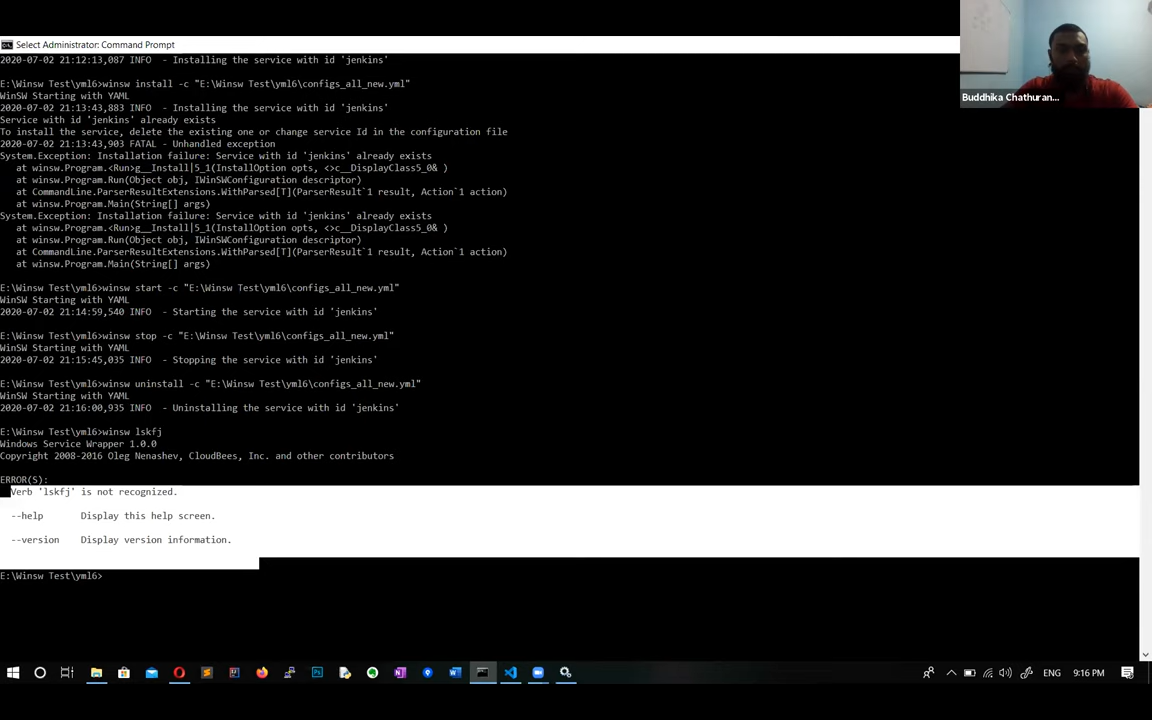 Select Administrator: Command Prompt
2020-07-02 21:12:13,087 INFO  - Installing the service with id 'jenkins'
E:\Winsw Test\yml6>winsw install -c "E:\Winsw Test\yml6\configs_all_new.yml"
WinSW Starting with YAML
2020-07-02 21:13:43,883 INFO  - Installing the service with id 'jenkins'
Service with id 'jenkins' already exists
To install the service, delete the existing one or change service Id in the configuration file
2020-07-02 21:13:43,903 FATAL - Unhandled exception
System.Exception: Installation failure: Service with id 'jenkins' already exists
   at winsw.Program.<Run>g__Install|5_1(InstallOption opts, <>c__DisplayClass5_0& )
   at winsw.Program.Run(Object obj, IWinSWConfiguration descriptor)
   at CommandLine.ParserResultExtensions.WithParsed[T](ParserResult`1 result, Action`1 action)
   at winsw.Program.Main(String[] args)
System.Exception: Installation failure: Service with id 'jenkins' already exists
   at winsw.Program.<Run>g__Install|5_1(InstallOption opts, <>c__DisplayClass5_0& )
   at winsw.Program.Run(Object obj, IWinSWConfiguration descriptor)
   at CommandLine.ParserResultExtensions.WithParsed[T](ParserResult`1 result, Action`1 action)
   at winsw.Program.Main(String[] args)
E:\Winsw Test\yml6>winsw start -c "E:\Winsw Test\yml6\configs_all_new.yml"
WinSW Starting with YAML
2020-07-02 21:14:59,540 INFO  - Starting the service with id 'jenkins'
E:\Winsw Test\yml6>winsw stop -c "E:\Winsw Test\yml6\configs_all_new.yml"
WinSW Starting with YAML
2020-07-02 21:15:45,035 INFO  - Stopping the service with id 'jenkins'
E:\Winsw Test\yml6>winsw uninstall -c "E:\Winsw Test\yml6\configs_all_new.yml"
WinSW Starting with YAML
2020-07-02 21:16:00,935 INFO  - Uninstalling the service with id 'jenkins'
E:\Winsw Test\yml6>winsw lskfj
Windows Service Wrapper 1.0.0
Copyright 2008-2016 Oleg Nenashev, CloudBees, Inc. and other contributors
ERROR(S):
  Verb 'lskfj' is not recognized.
  --help       Display this help screen.
  --version    Display version information.
E:\Winsw Test\yml6>
Buddhika Chathuran...
ENG
9:16 PM